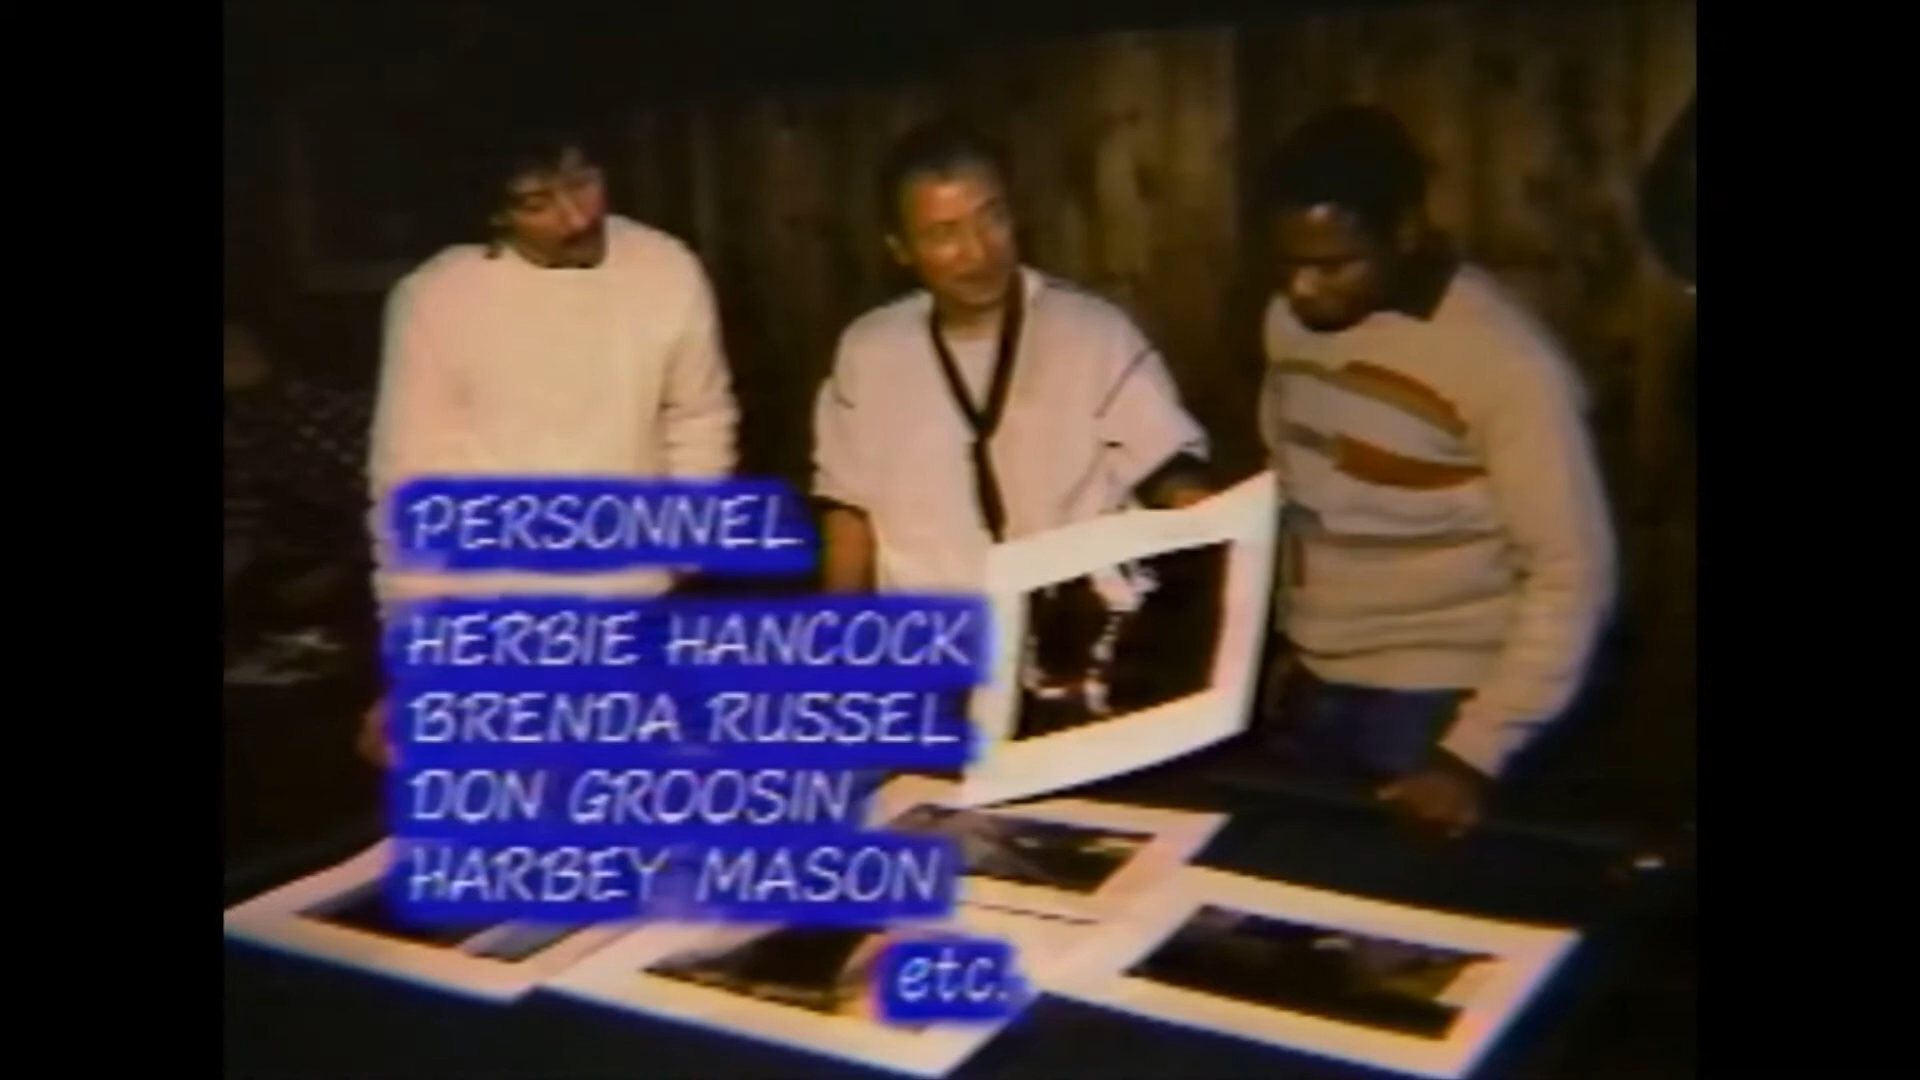 PERSONNEL
HERBIE HANCOCK
BRENDA RUSSEL
DON GROOSIN
HARBEY MASON
etc.